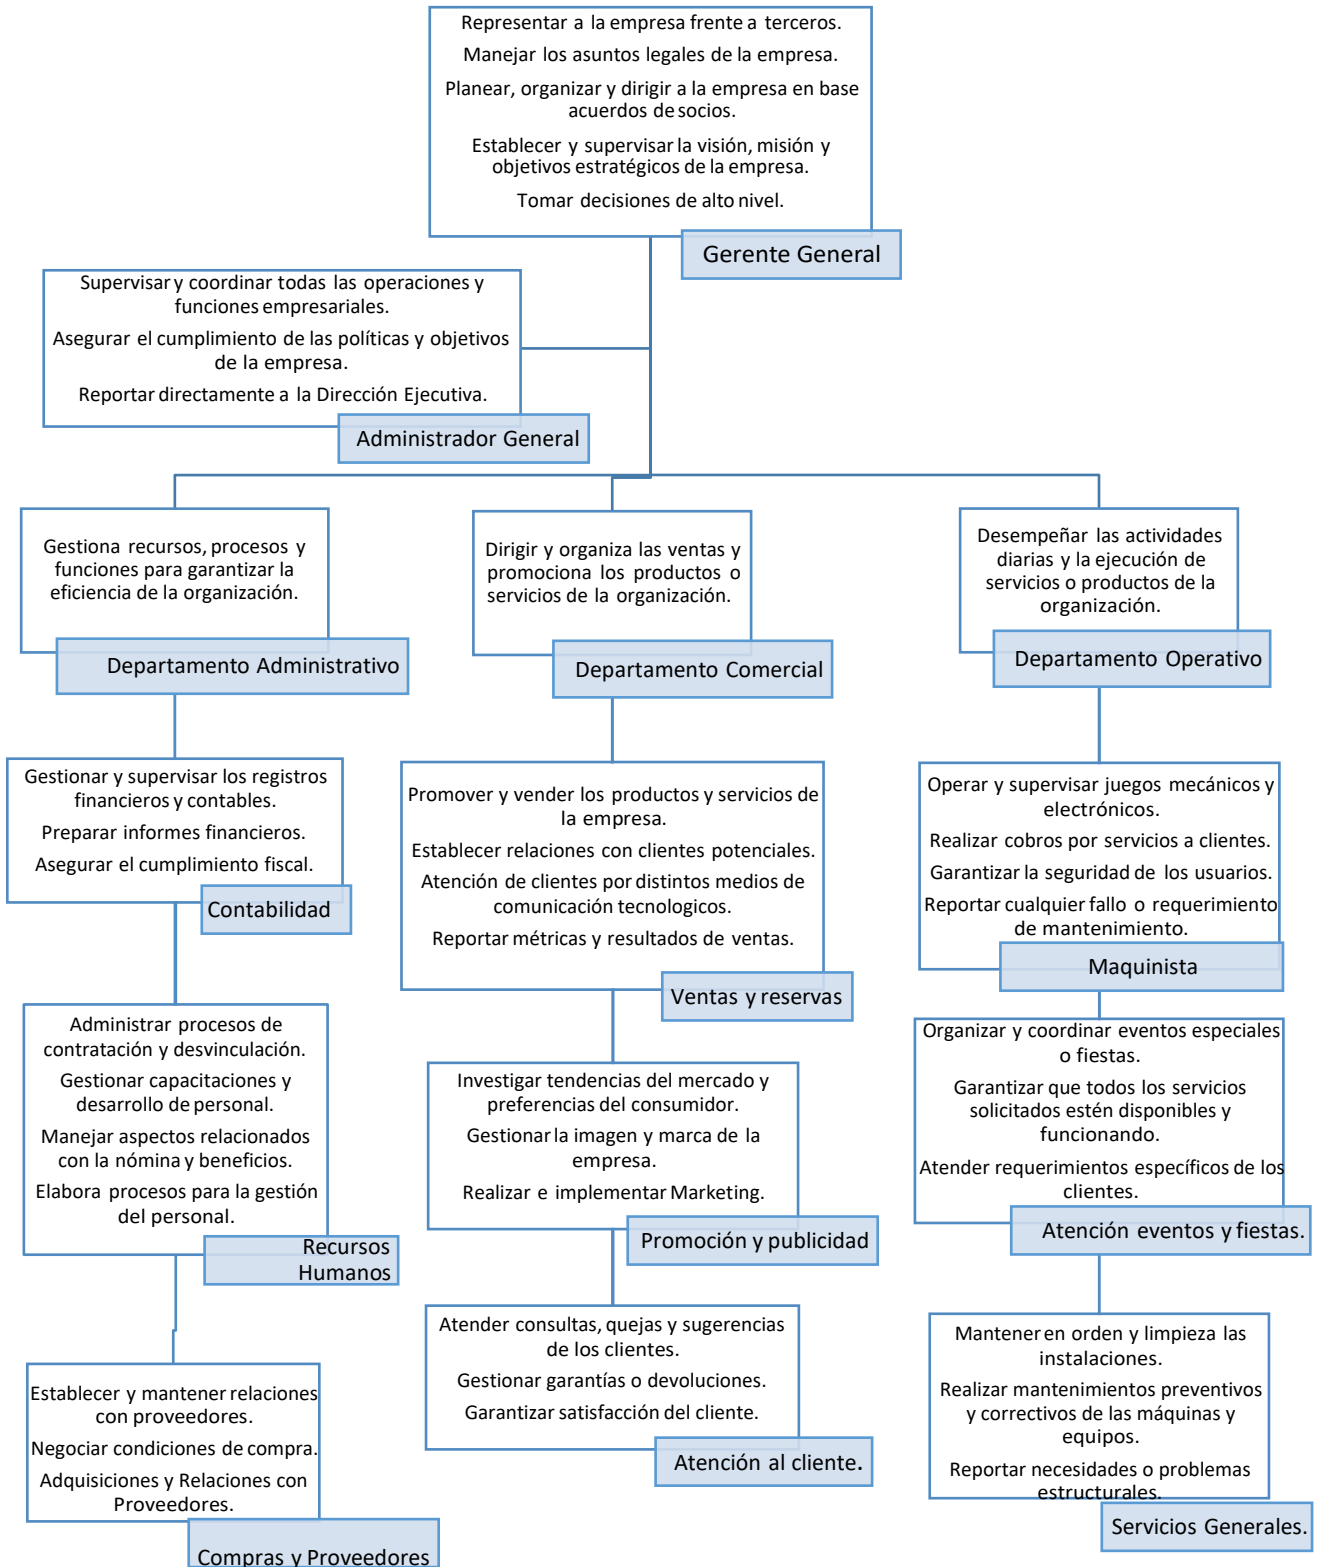 Representar a la empresa frente a terceros.
Manejar los asuntos legales de la empresa.
Planear, organizar y dirigir a la empresa en base
acuerdos de socios.
Establecer y supervisar la visión, misión y
objetivos estratégicos de la empresa.
Tomar decisiones de alto nivel.
Gerente General
Supervisar y coordinar todas las operaciones y
funciones empresariales.
Asegurar el cumplimiento de las políticas y objetivos
de la empresa.
Reportar directamente a la Dirección Ejecutiva.
Administrador General
Gestiona recursos, procesos y
funciones para garantizar la
eficiencia de la organización.
Departamento Administrativo
Dirigir y organiza las ventas y
promociona los productos o
servicios de la organización.
Departamento Comercial
Desempeñar las actividades
diarias y la ejecución de
servicios o productos de la
organización.
Departamento Operativo
Gestionar y supervisar los registros
financieros y contables.
Preparar informes financieros.
Asegurar el cumplimiento fiscal.
Contabilidad
Promover y vender los productos y servicios de
la empresa.
Establecer relaciones con clientes potenciales.
Atención de clientes por distintos medios de
comunicación tecnologicos.
Reportar métricas y resultados de ventas.
Ventas y reservas
Operar y supervisar juegos mecánicos y
electrónicos.
Realizar cobros por servicios a clientes.
Garantizar la seguridad de los usuarios.
Reportar cualquier fallo o requerimiento
de mantenimiento.
Maquinista
Administrar procesos de
contratación y desvinculación.
Gestionar capacitaciones y
desarrollo de personal.
Manejar aspectos relacionados
con la nómina y beneficios.
Elabora procesos para la gestión
del personal.
Recursos
Humanos
Investigar tendencias del mercado y
preferencias del consumidor.
Gestionar la imagen y marca de la
empresa.
Realizar e implementar Marketing.
Promoción y publicidad
Organizar y coordinar eventos especiales
o fiestas.
Garantizar que todos los servicios
solicitados estén disponibles y
funcionando.
Atender requerimientos específicos de los
clientes.
Atención eventos y fiestas.
Establecer y mantener relaciones
con proveedores.
Negociar condiciones de compra.
Adquisiciones y Relaciones con
Proveedores.
Compras y Proveedores
Atender consultas, quejas y sugerencias
de los clientes.
Gestionar garantías o devoluciones.
Garantizar satisfacción del cliente.
Atención al cliente.
Mantener en orden y limpieza las
instalaciones.
Realizar mantenimientos preventivos
y correctivos de las máquinas y
equipos.
Reportar necesidades o problemas
estructurales.
Servicios Generales.